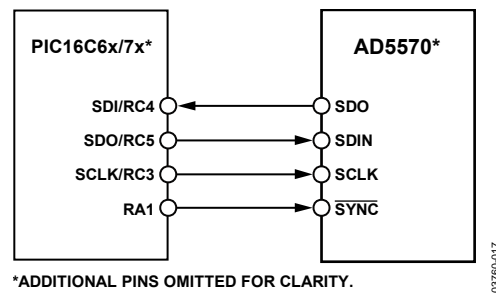 PIC16C6x/7x*
AD5570*
SDI/RC4
SDO
SDO/RC5
SDIN
SCLK/RC3
SCLK
RA1
SYNC
*ADDITIONAL PINS OMITTED FOR CLARITY.
03760-017